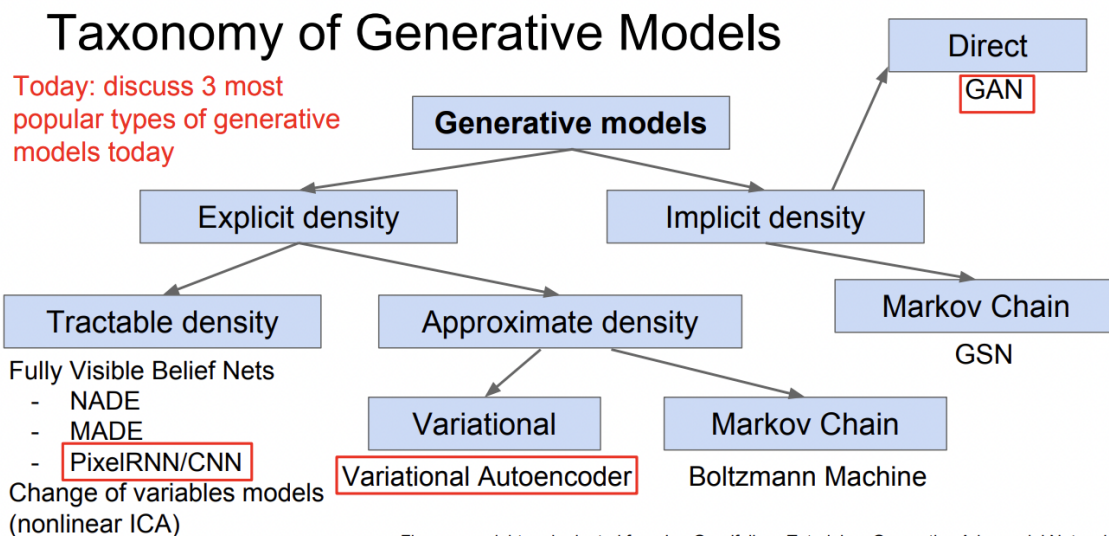 Taxonomy of Generative Models
Today: discuss 3 most
popular types of generative
models today
Direct
GAN
Generative models
Explicit density
Implicit density
Tractable density
Approximate density
Markov Chain
GSN
Fully Visible Belief Nets
- NADE
- MADE
- PixelRNN/CNN
Change of variables models
(nonlinear ICA)
Variational
Variational Autoencoder
Markov Chain
Boltzmann Machine